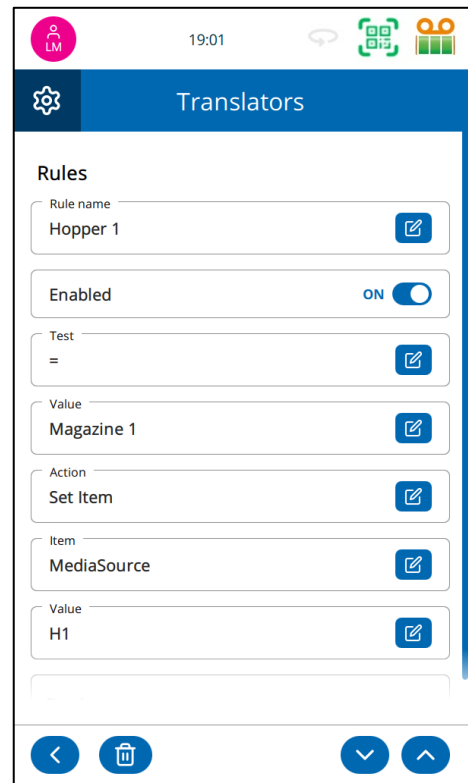 LM
19:01
Translators
Rules
Rule name
Hopper 1
Enabled
ON
Test
=
Value
Magazine 1
Action
Set Item
Item
MediaSource
Value
H1